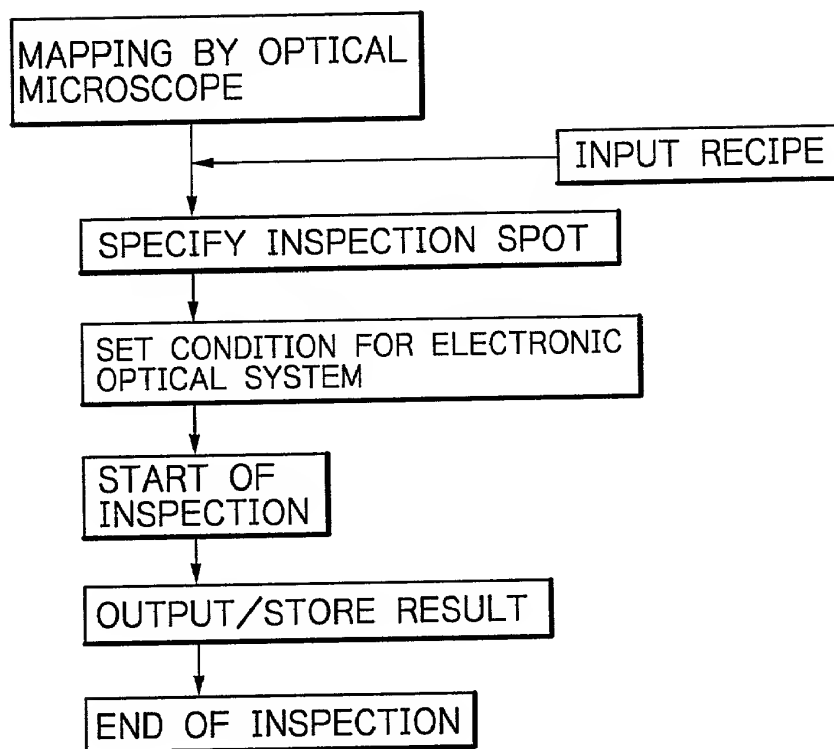 MAPPING BY OPTICAL
MICROSCOPE
INPUT RECIPE
SPECIFY INSPECTION SPOT
SET CONDITION FOR ELECTRONIC
OPTICAL SYSTEM
START OF
INSPECTION
OUTPUT/STORE RESULT
END OF INSPECTION